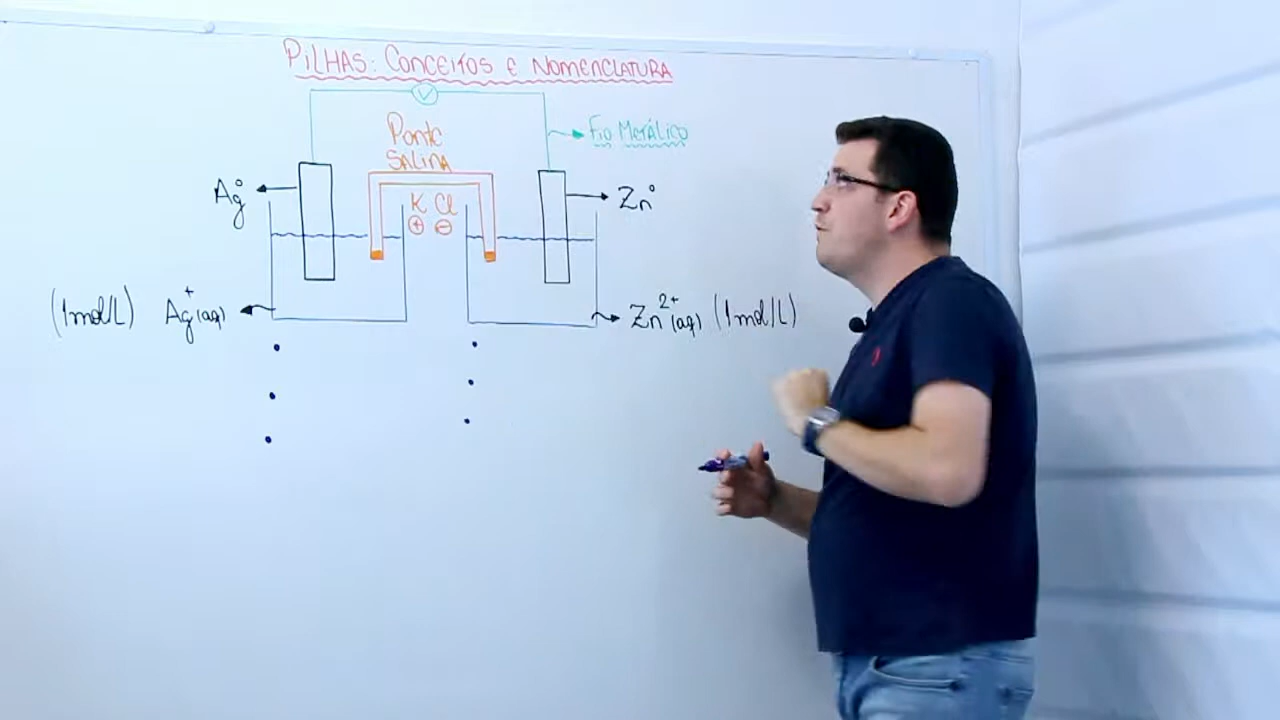 PILHAS: CONCEITOS E NOMENCLATURA
V
FIO METÁLICO
PONTE
SALINA
Ag°
K Cl
+ -
Zn°
(1mol/L) Ag+(aq)
Zn2+(aq) (1mol/L)